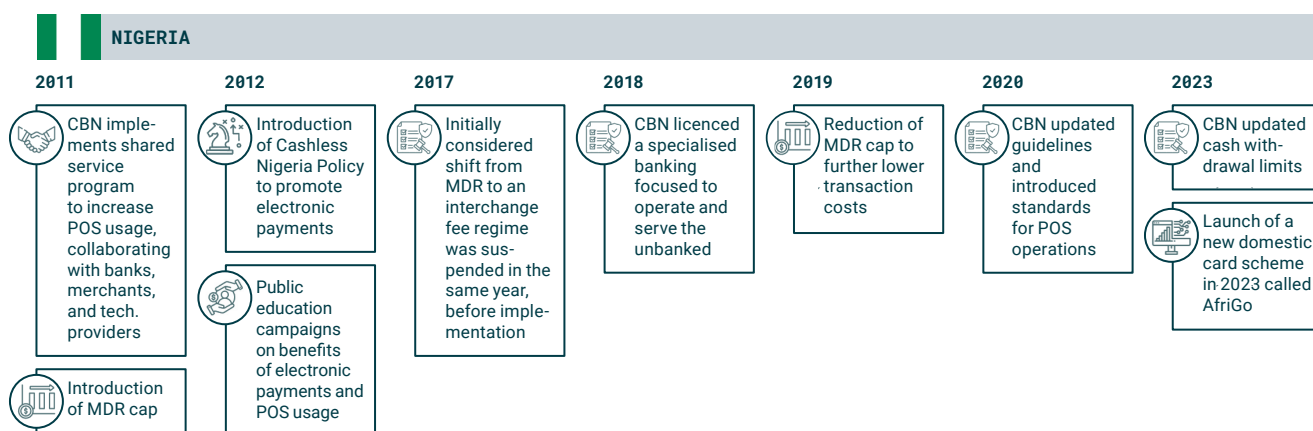 NIGERIA
2011
CBN imple-
ments shared
service
program
to increase
POS usage,
collaborating
with banks,
merchants,
and tech.
providers
Introduction
of MDR cap
2012
Introduction
of Cashless
Nigeria Policy
to promote
electronic
payments
Public
education
campaigns
on benefits
of electronic
payments and
POS usage
2017
Initially
considered
shift from
MDR to an
interchange
fee regime
was sus-
pended in the
same year,
before imple-
mentation
2018
CBN licenced
a specialised
banking
focused to
operate and
serve the
unbanked
2019
Reduction of
MDR cap to
further lower
transaction
costs
2020
CBN updated
guidelines
and
introduced
standards
for POS
operations
2023
CBN updated
cash with-
drawal limits
Launch of a
new domestic
card scheme
in 2023 called
AfriGo